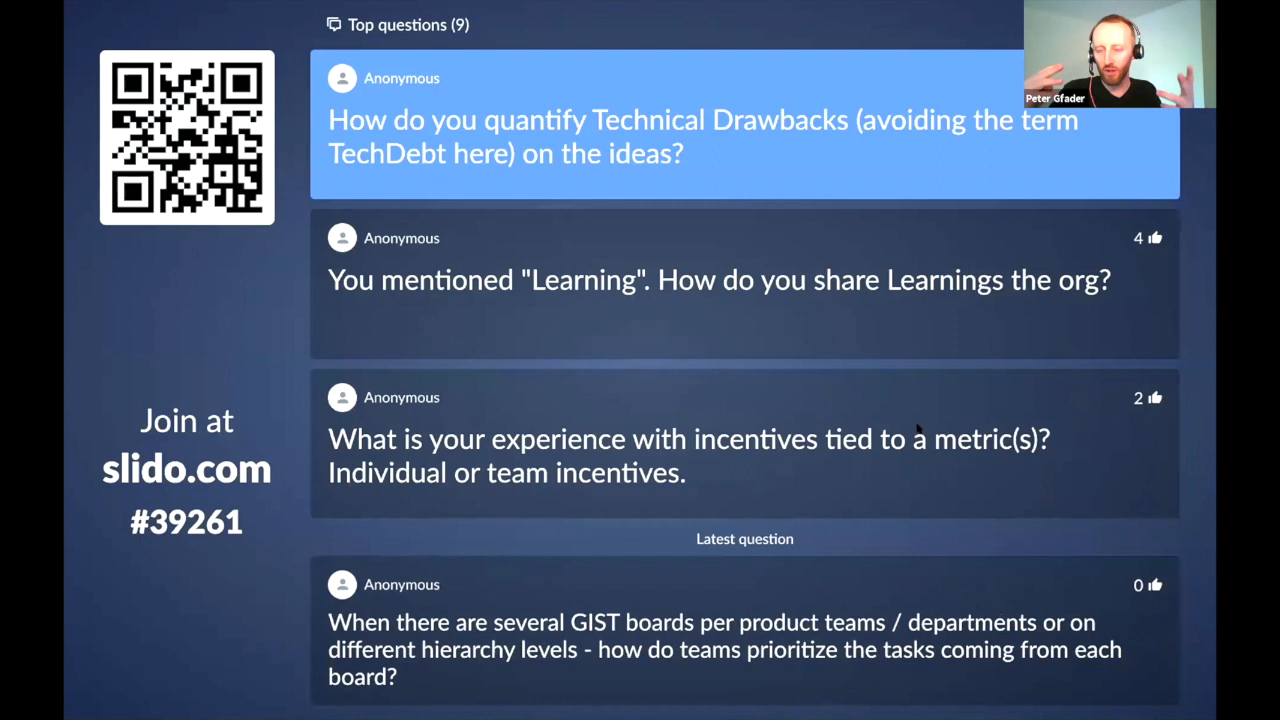 Top questions (9)
Anonymous
How do you quantify Technical Drawbacks (avoiding the term
TechDebt here) on the ideas?
Peter Gfader
Anonymous
4
You mentioned "Learning". How do you share Learnings the org?
Anonymous
2
What is your experience with incentives tied to a metric(s)?
Individual or team incentives.
Join at
slido.com
#39261
Latest question
Anonymous
0
When there are several GIST boards per product teams / departments or on
different hierarchy levels - how do teams prioritize the tasks coming from each
board?